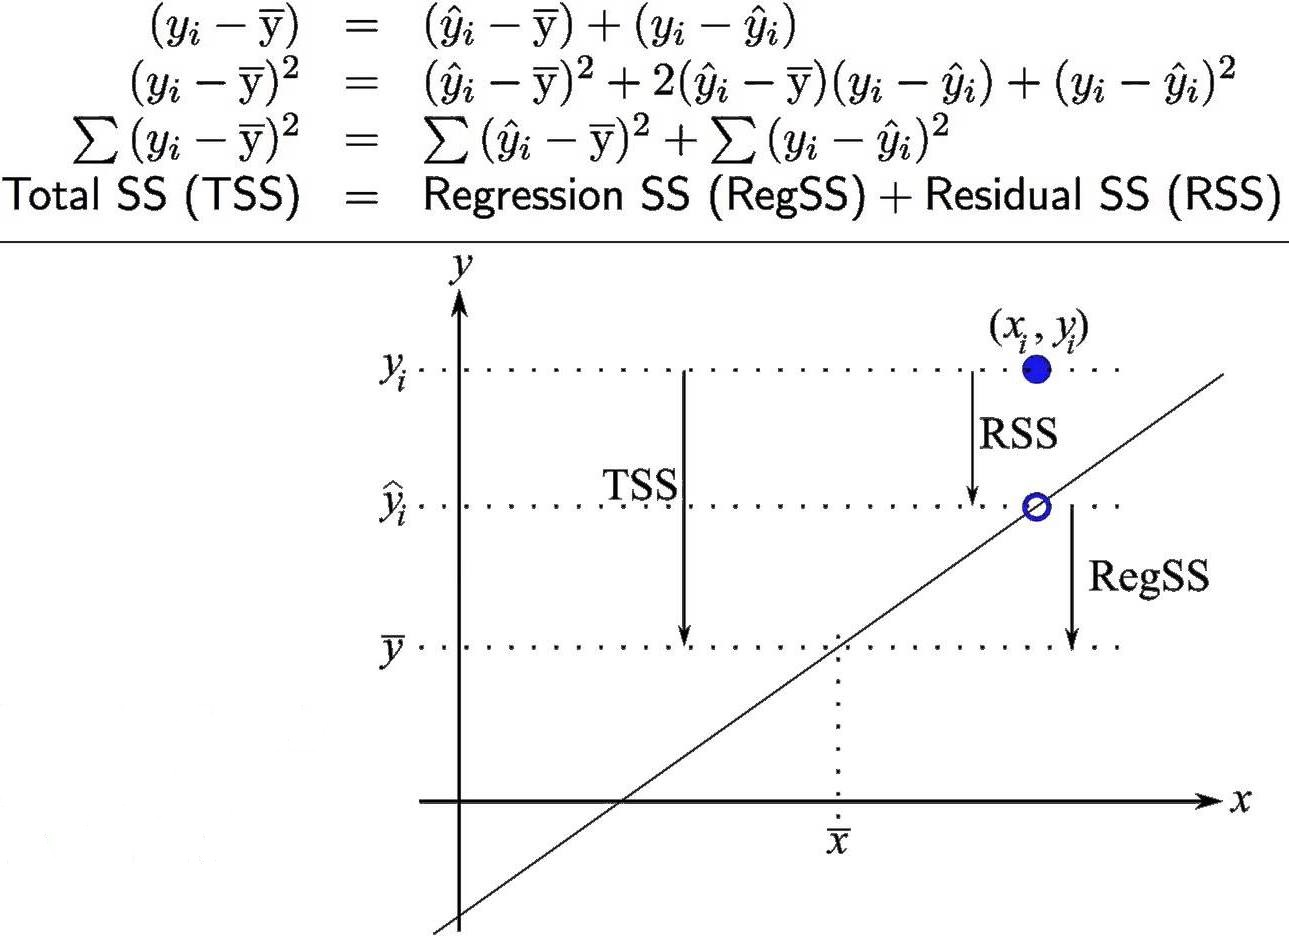 (yᵢ − y̅) = (ŷᵢ − y̅) + (yᵢ − ŷᵢ)
(yᵢ − y̅)² = (ŷᵢ − y̅)² + 2(ŷᵢ − y̅)(yᵢ − ŷᵢ) + (yᵢ − ŷᵢ)²
∑ (yᵢ − y̅)² = ∑ (ŷᵢ − y̅)² + ∑ (yᵢ − ŷᵢ)²
Total SS (TSS) = Regression SS (RegSS) + Residual SS (RSS)
y
(xᵢ, yᵢ)
yᵢ
RSS
TSS
ŷᵢ
RegSS
y̅
x
x̅